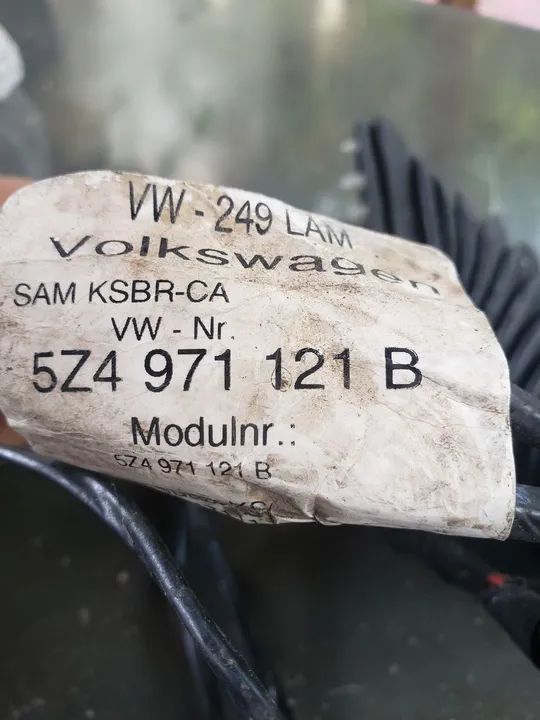 VW - 249 LAM
Volkswagen
SAM KSBR-CA
VW - Nr.
5Z4 971 121 B
Modulnr.:
5Z4 971 121 B